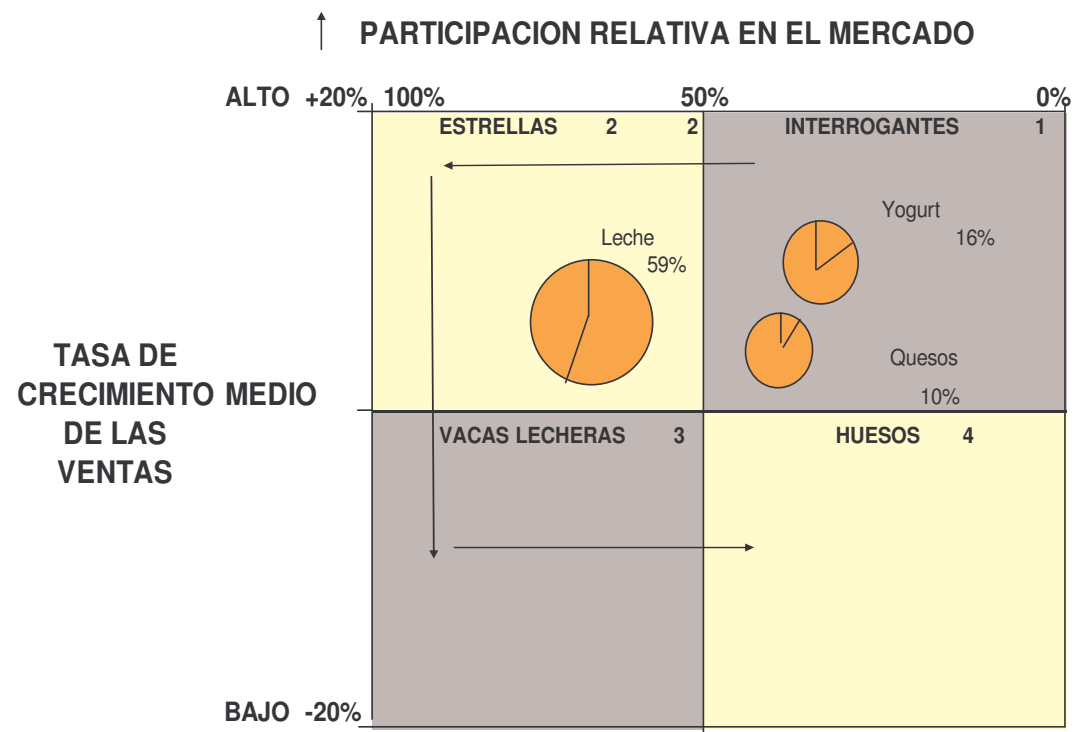 PARTICIPACION RELATIVA EN EL MERCADO
ALTO +20% 100% 50% 0%
ESTRELLAS 2 2 INTERROGANTES 1
Yogurt
16%
Leche
59%
Quesos
10%
TASA DE
CRECIMIENTO MEDIO
DE LAS
VENTAS
VACAS LECHERAS 3 HUESOS 4
BAJO -20%